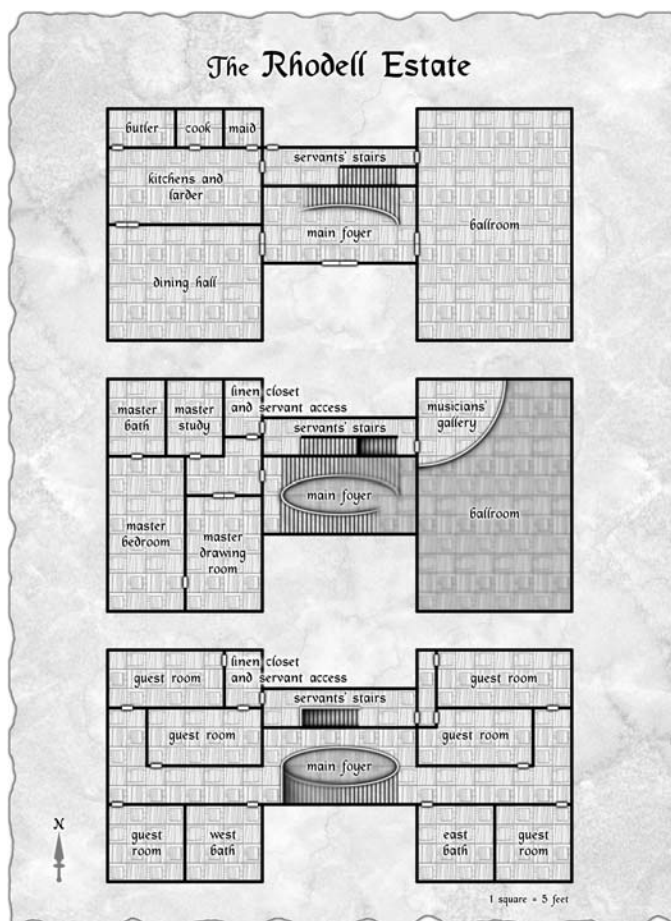 The Rhodell Estate
butler
cook
maid
servants' stairs
kitchens and
larder
main foyer
ballroom
dining hall
linen closet
and servant access
master
bath
master
study
musicians'
gallery
servants' stairs
main foyer
ballroom
master
bedroom
master
drawing
room
linen closet
and servant access
guest room
guest room
servants' stairs
guest room
guest room
main foyer
guest
room
west
bath
east
bath
guest
room
N
1 square = 5 feet